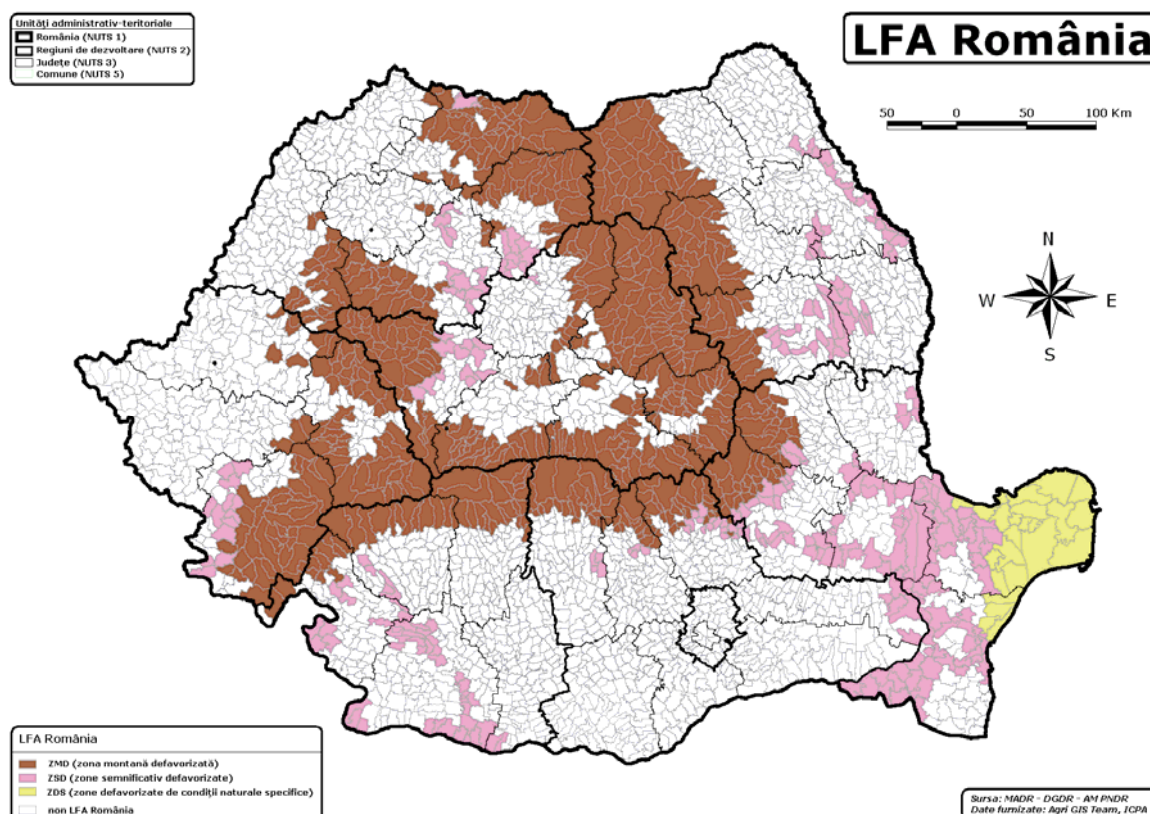 Unități administrativ-teritoriale
România (NUTS 1)
Regiuni de dezvoltare (NUTS 2)
Județe (NUTS 3)
Comune (NUTS 5)
LFA România
50 0 50 100 Km
N
W E
S
LFA România
ZMD (zona montană defavorizată)
ZSD (zone semnificativ defavorizate)
ZDS (zone defavorizate de condiții naturale specifice)
non LFA România
Sursa: MADR - DGDR - AM PNDR
Date furnizate: Agri GIS Team, ICPA